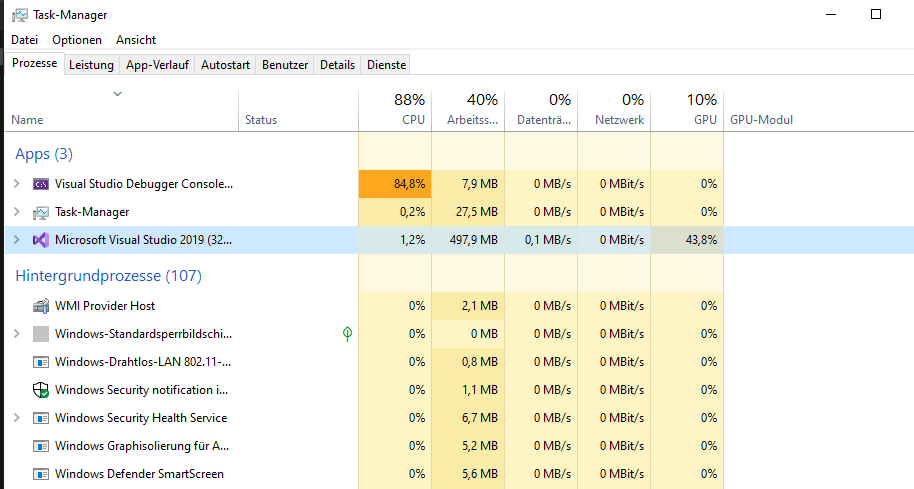 Task-Manager
Datei Optionen Ansicht
Prozesse Leistung App-Verlauf Autostart Benutzer Details Dienste
88% 40% 0% 0% 10%
Name Status CPU Arbeitss... Datenträ... Netzwerk GPU GPU-Modul
Apps (3)
C:\ Visual Studio Debugger Console... 84,8% 7,9 MB 0 MB/s 0 MBit/s 0%
Task-Manager 0,2% 27,5 MB 0 MB/s 0 MBit/s 0%
Microsoft Visual Studio 2019 (32... 1,2% 497,9 MB 0,1 MB/s 0 MBit/s 43,8%
Hintergrundprozesse (107)
WMI Provider Host 0% 2,1 MB 0 MB/s 0 MBit/s 0%
Windows-Standardsperrbildschi... 0% 0 MB 0 MB/s 0 MBit/s 0%
Windows-Drahtlos-LAN 802.11-... 0% 0,8 MB 0 MB/s 0 MBit/s 0%
Windows Security notification i... 0% 1,1 MB 0 MB/s 0 MBit/s 0%
Windows Security Health Service 0% 6,7 MB 0 MB/s 0 MBit/s 0%
Windows Graphisolierung für A... 0% 5,2 MB 0 MB/s 0 MBit/s 0%
Windows Defender SmartScreen 0% 5,6 MB 0 MB/s 0 MBit/s 0%